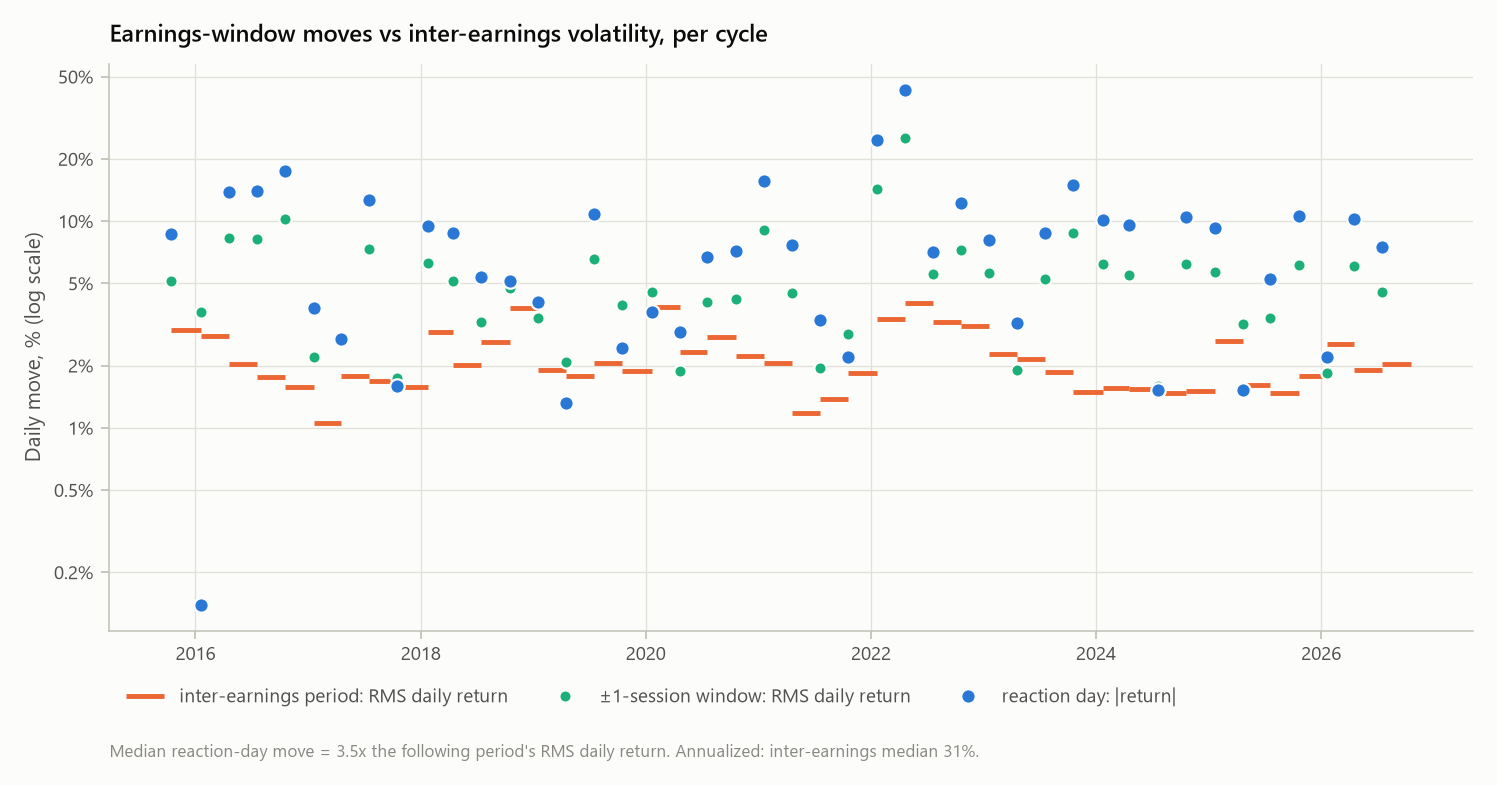 Earnings-window moves vs inter-earnings volatility, per cycle
Daily move, % (log scale)
50%
20%
10%
5%
2%
1%
0.5%
0.2%
2016 2018 2020 2022 2024 2026
inter-earnings period: RMS daily return ±1-session window: RMS daily return reaction day: |return|
Median reaction-day move = 3.5x the following period's RMS daily return. Annualized: inter-earnings median 31%.